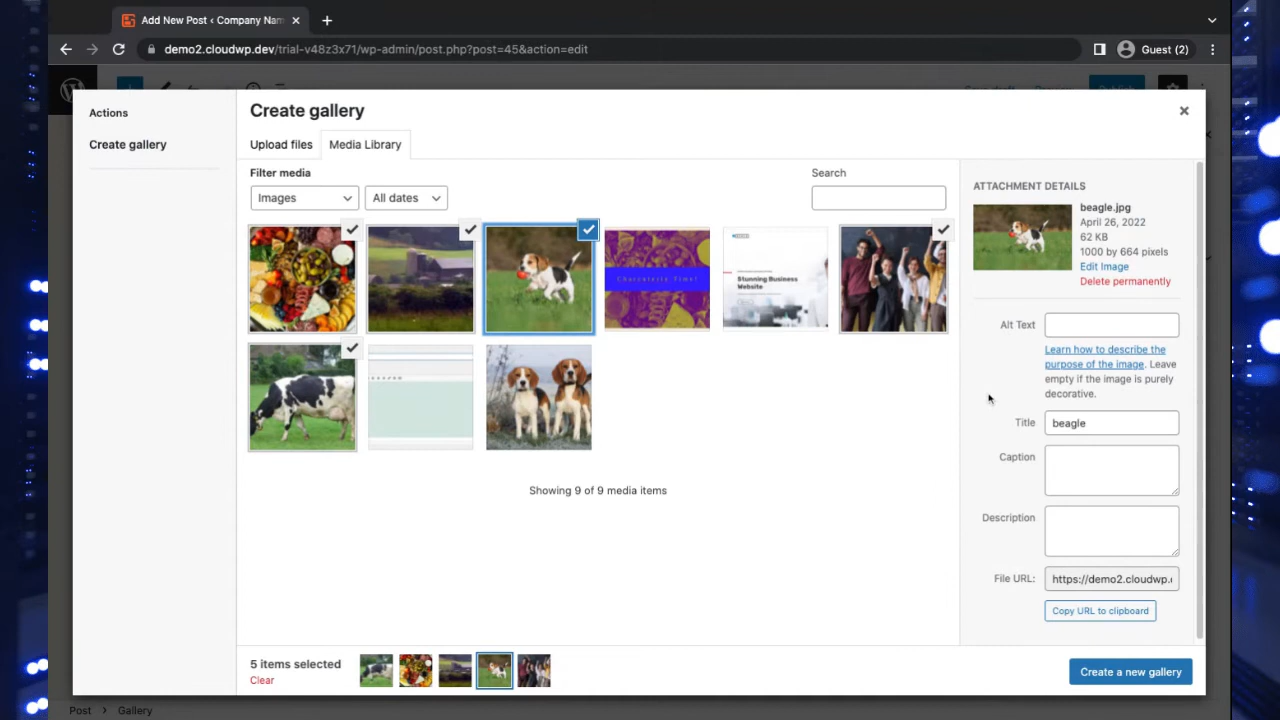 Add New Post ‹ Company Nam
demo2.cloudwp.dev/trial-v48z3x71/wp-admin/post.php?post=45&action=edit
Guest (2)
Actions
Create gallery
Create gallery
Upload files
Media Library
Filter media
Images
All dates
Search
Charcuterie Time!
Stunning Business
Website
Showing 9 of 9 media items
ATTACHMENT DETAILS
beagle.jpg
April 26, 2022
62 KB
1000 by 664 pixels
Edit Image
Delete permanently
Alt Text
Learn how to describe the
purpose of the image. Leave
empty if the image is purely
decorative.
Title
beagle
Caption
Description
File URL:
https://demo2.cloudwp.
Copy URL to clipboard
5 items selected
Clear
Create a new gallery
Post
Gallery